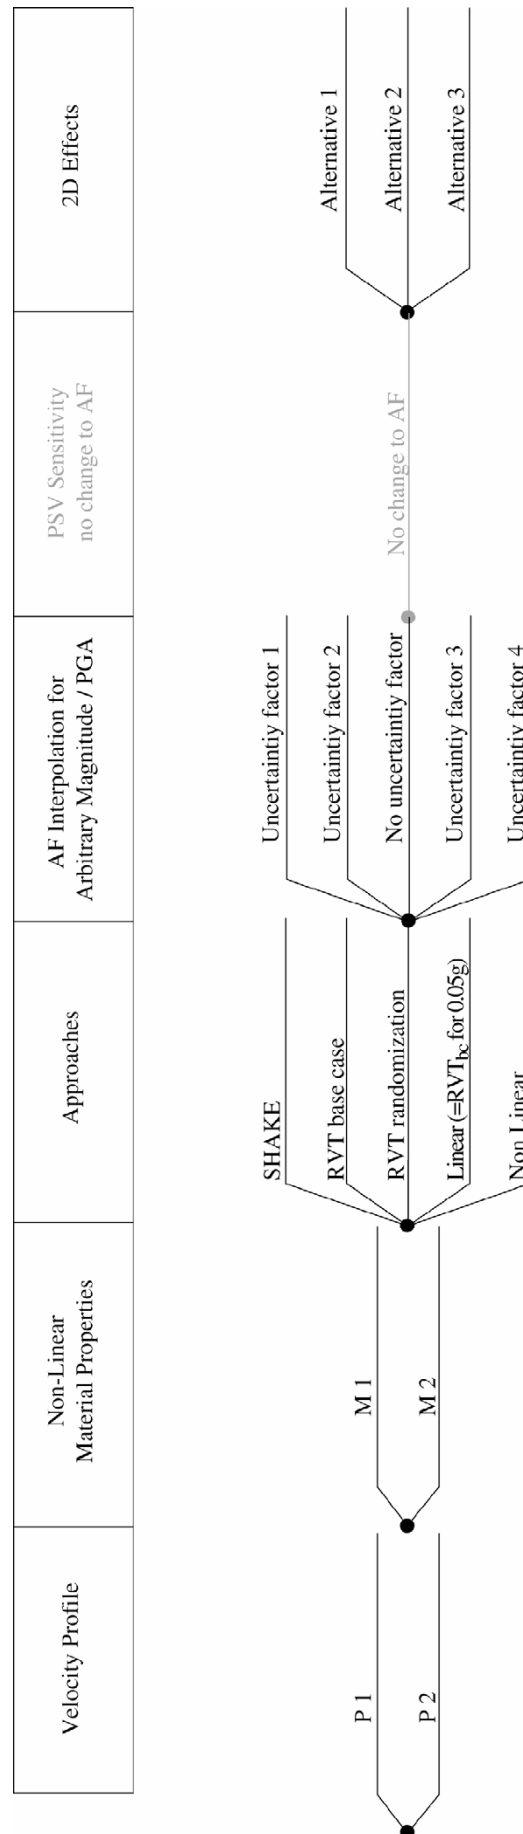 Velocity Profile
Non-Linear
Material Properties
Approaches
AF Interpolation for
Arbitrary Magnitude / PGA
PSV Sensitivity
no change to AF
2D Effects
P 1
P 2
M 1
M 2
SHAKE
RVT base case
RVT randomization
Linear (=RVTbc for 0.05g)
Non Linear
Uncertaintiy factor 1
Uncertaintiy factor 2
No uncertaintiy factor
Uncertaintiy factor 3
Uncertaintiy factor 4
No change to AF
Alternative 1
Alternative 2
Alternative 3